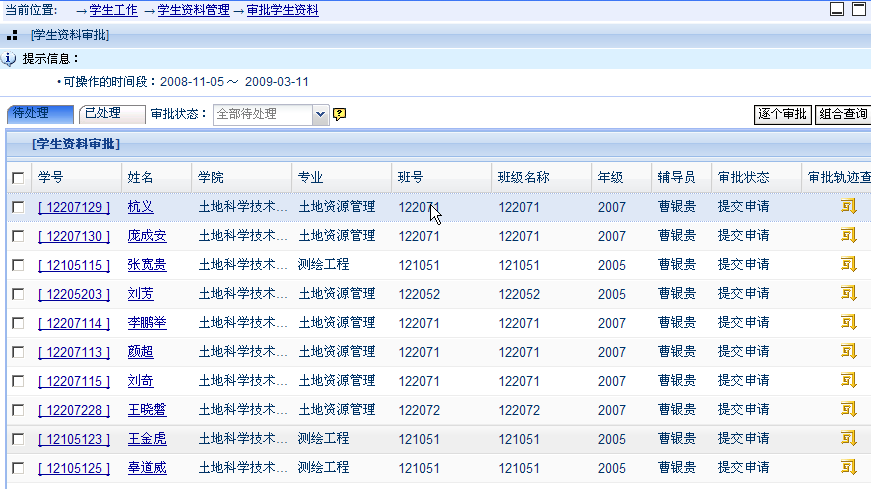 当前位置： →学生工作 →学生资料管理 →审批学生资料
[学生资料审批]
提示信息：
•可操作的时间段：2008-11-05～ 2009-03-11
待处理 已处理 审批状态： 全部待处理 逐个审批 组合查询
[学生资料审批]
学号 姓名 学院 专业 班号 班级名称 年级 辅导员 审批状态 审批轨迹查
[ 12207129 ] 杭义 土地科学技术... 土地资源管理 122071 122071 2007 曹银贵 提交申请
[ 12207130 ] 庞成安 土地科学技术... 土地资源管理 122071 122071 2007 曹银贵 提交申请
[ 12105115 ] 张宽贵 土地科学技术... 测绘工程 121051 121051 2005 曹银贵 提交申请
[ 12205203 ] 刘芳 土地科学技术... 土地资源管理 122052 122052 2005 曹银贵 提交申请
[ 12207114 ] 李鹏举 土地科学技术... 土地资源管理 122071 122071 2007 曹银贵 提交申请
[ 12207113 ] 颜超 土地科学技术... 土地资源管理 122071 122071 2007 曹银贵 提交申请
[ 12207115 ] 刘奇 土地科学技术... 土地资源管理 122071 122071 2007 曹银贵 提交申请
[ 12207228 ] 王晓磐 土地科学技术... 土地资源管理 122072 122072 2007 曹银贵 提交申请
[ 12105123 ] 王金虎 土地科学技术... 测绘工程 121051 121051 2005 曹银贵 提交申请
[ 12105125 ] 辜道威 土地科学技术... 测绘工程 121051 121051 2005 曹银贵 提交申请